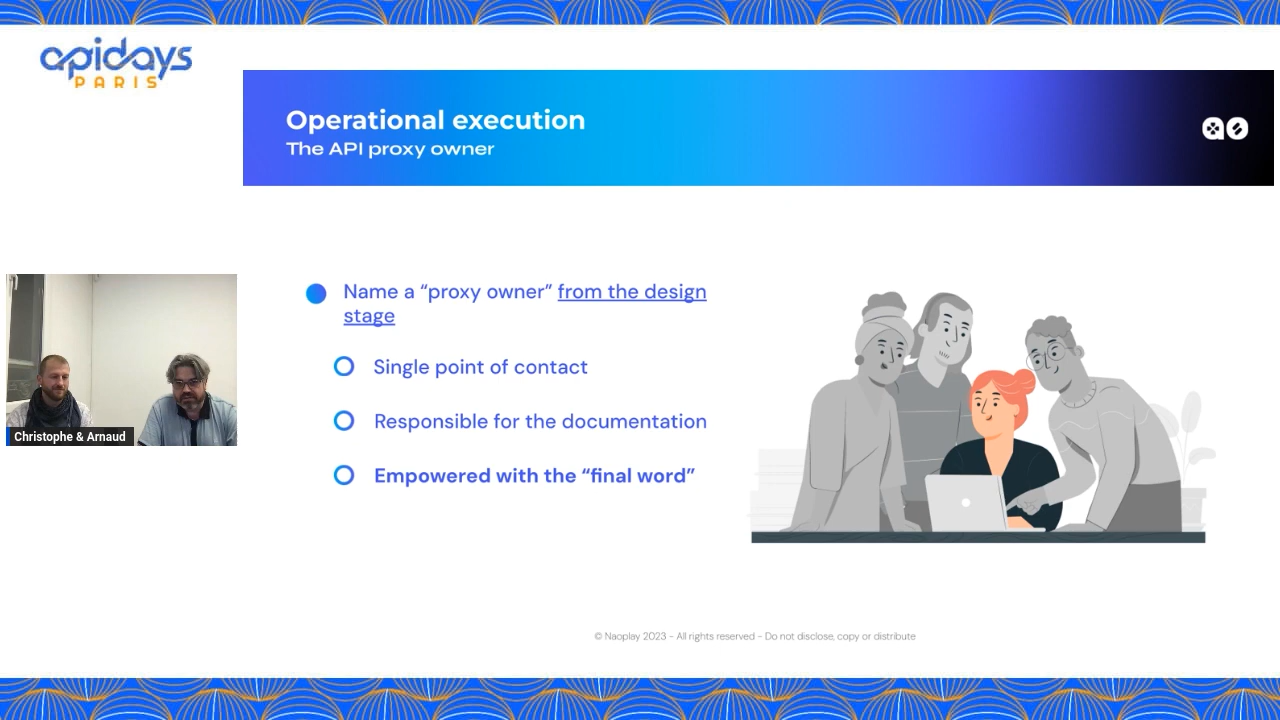 apidays
PARIS
Operational execution
The API proxy owner
Name a “proxy owner” from the design
stage
Single point of contact
Responsible for the documentation
Empowered with the “final word”
Christophe & Arnaud
© Naoplay 2023 - All rights reserved - Do not disclose, copy or distribute